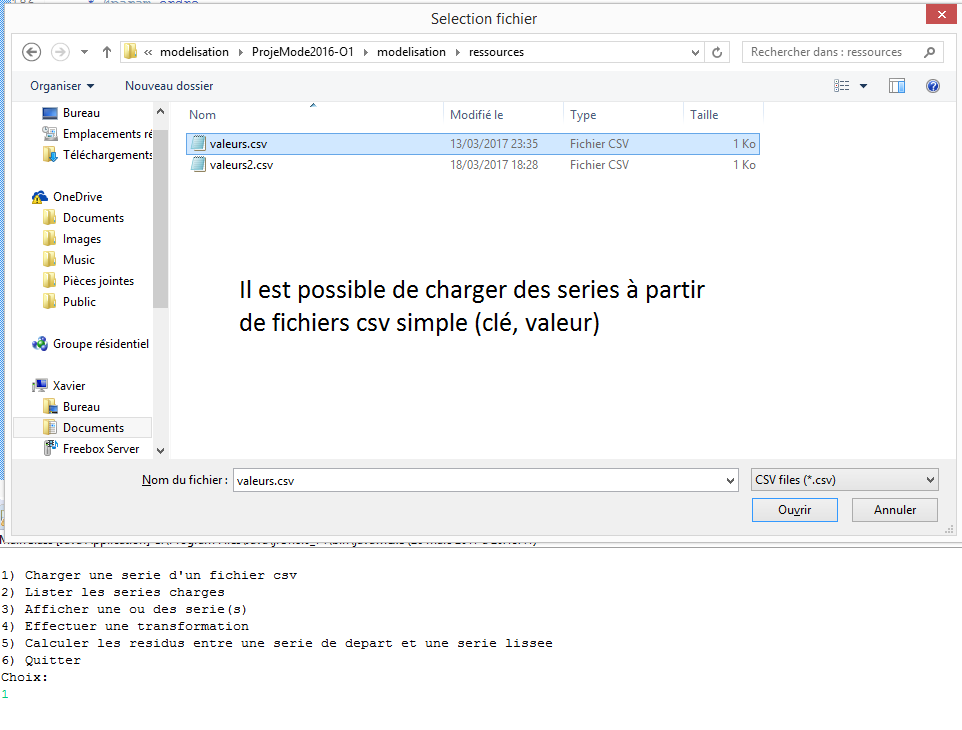 * @param ordre
Selection fichier
« modelisation ProjeMode2016-O1 modelisation ressources
Rechercher dans : ressources
Organiser Nouveau dossier
Nom Modifié le Type Taille
Bureau
Emplacements ré
Téléchargements
OneDrive
Documents
Images
Music
Pièces jointes
Public
Groupe résidentiel
Xavier
Bureau
Documents
Freebox Server
valeurs.csv 13/03/2017 23:35 Fichier CSV 1 Ko
valeurs2.csv 18/03/2017 18:28 Fichier CSV 1 Ko
Il est possible de charger des series à partir
de fichiers csv simple (clé, valeur)
Nom du fichier : valeurs.csv CSV files (*.csv)
Ouvrir Annuler
1) Charger une serie d'un fichier csv
2) Lister les series charges
3) Afficher une ou des serie(s)
4) Effectuer une transformation
5) Calculer les residus entre une serie de depart et une serie lissee
6) Quitter
Choix:
1